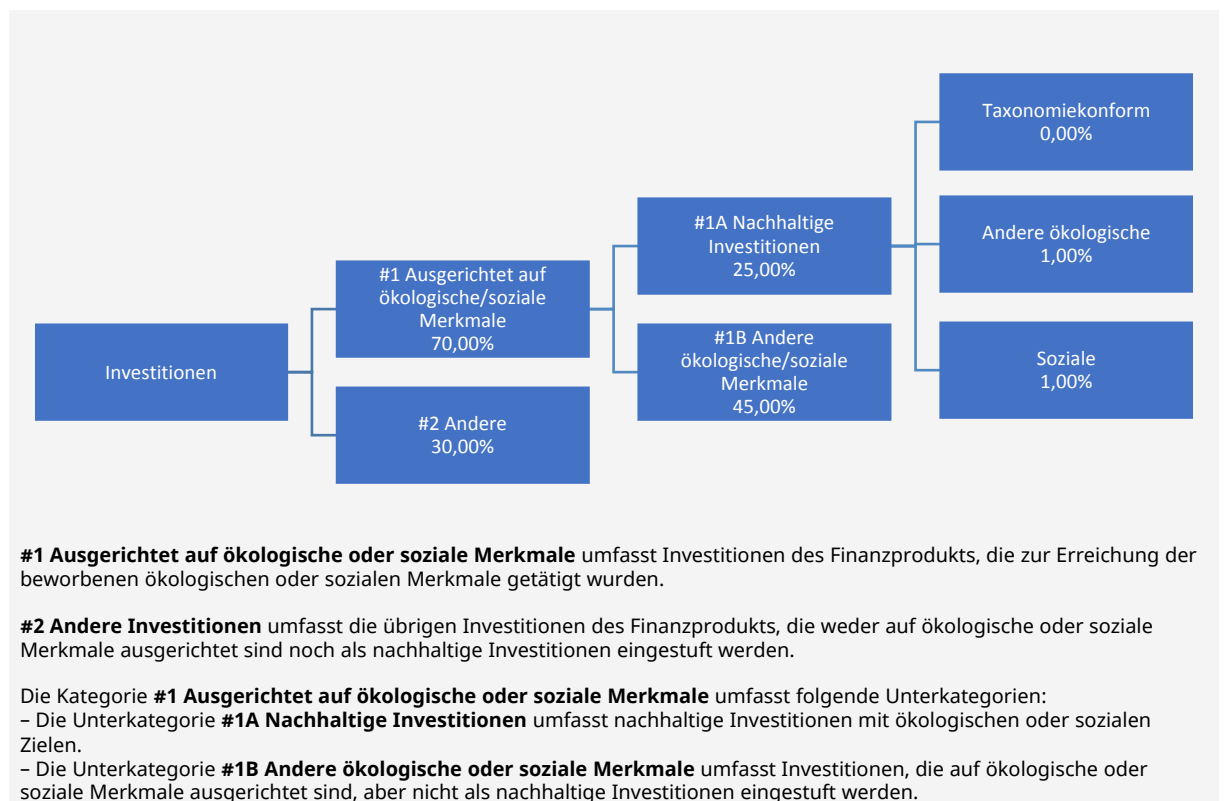 Investitionen
#1 Ausgerichtet auf
ökologische/soziale
Merkmale
70,00%
#2 Andere
30,00%
#1A Nachhaltige
Investitionen
25,00%
#1B Andere
ökologische/soziale
Merkmale
45,00%
Taxonomiekonform
0,00%
Andere ökologische
1,00%
Soziale
1,00%
#1 Ausgerichtet auf ökologische oder soziale Merkmale umfasst Investitionen des Finanzprodukts, die zur Erreichung der
beworbenen ökologischen oder sozialen Merkmale getätigt wurden.
#2 Andere Investitionen umfasst die übrigen Investitionen des Finanzprodukts, die weder auf ökologische oder soziale
Merkmale ausgerichtet sind noch als nachhaltige Investitionen eingestuft werden.
Die Kategorie #1 Ausgerichtet auf ökologische oder soziale Merkmale umfasst folgende Unterkategorien:
– Die Unterkategorie #1A Nachhaltige Investitionen umfasst nachhaltige Investitionen mit ökologischen oder sozialen
Zielen.
– Die Unterkategorie #1B Andere ökologische oder soziale Merkmale umfasst Investitionen, die auf ökologische oder
soziale Merkmale ausgerichtet sind, aber nicht als nachhaltige Investitionen eingestuft werden.